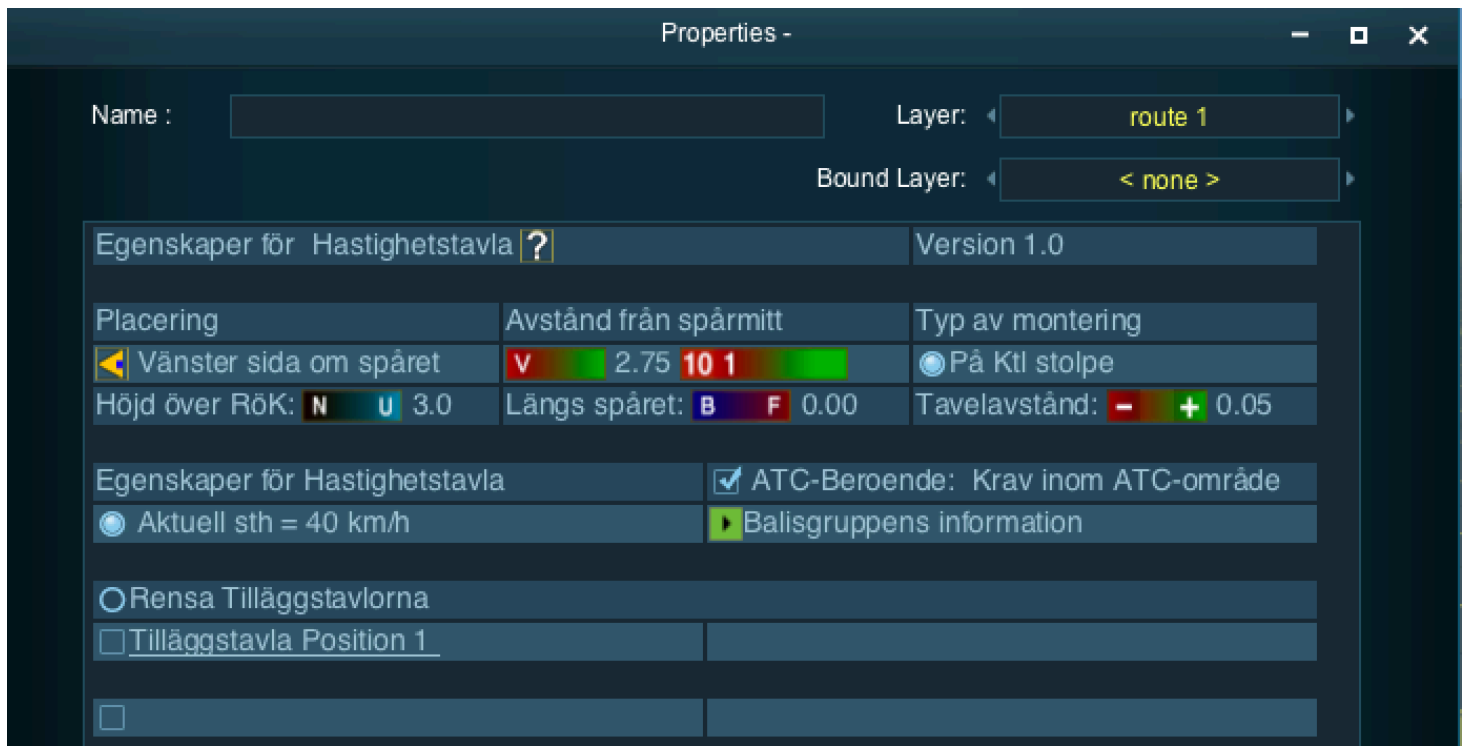 Properties -
Name : Layer: route 1
Bound Layer: < none >
Egenskaper för Hastighetstavla ? Version 1.0
Placering Avstånd från spårmitt Typ av montering
Vänster sida om spåret V 2.75 10 1 På Ktl stolpe
Höjd över RöK: N U 3.0 Längs spåret: B F 0.00 Tavelavstånd: - + 0.05
Egenskaper för Hastighetstavla ATC-Beroende: Krav inom ATC-område
Aktuell sth = 40 km/h Balisgruppens information
Rensa Tilläggstavlorna
Tilläggstavla Position 1